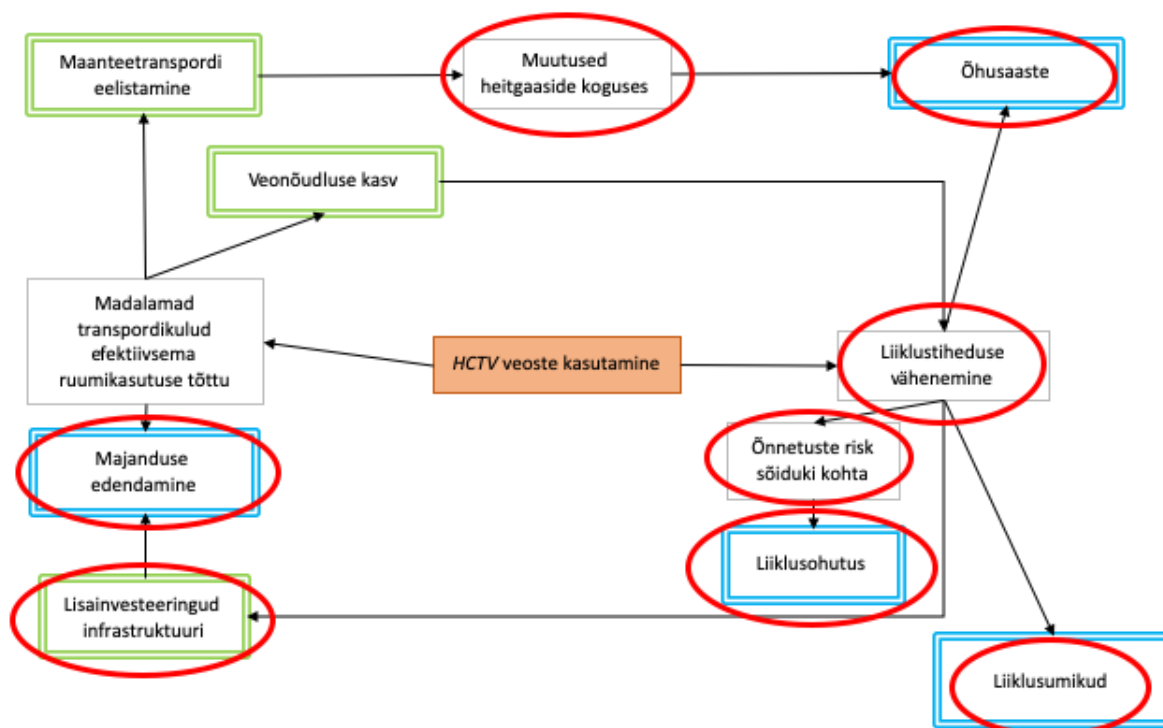 Maanteetranspordi
eelistamine
Muutused
heitgaaside koguses
Õhusaaste
Veonõudluse kasv
Madalamad
transpordikulud
efektiivsema
ruumikasutuse tõttu
HCTV veoste kasutamine
Liiklustiheduse
vähenemine
Majanduse
edendamine
Õnnetuste risk
sõiduki kohta
Liiklusohutus
Lisainvesteeringud
infrastruktuuri
Liiklusumikud